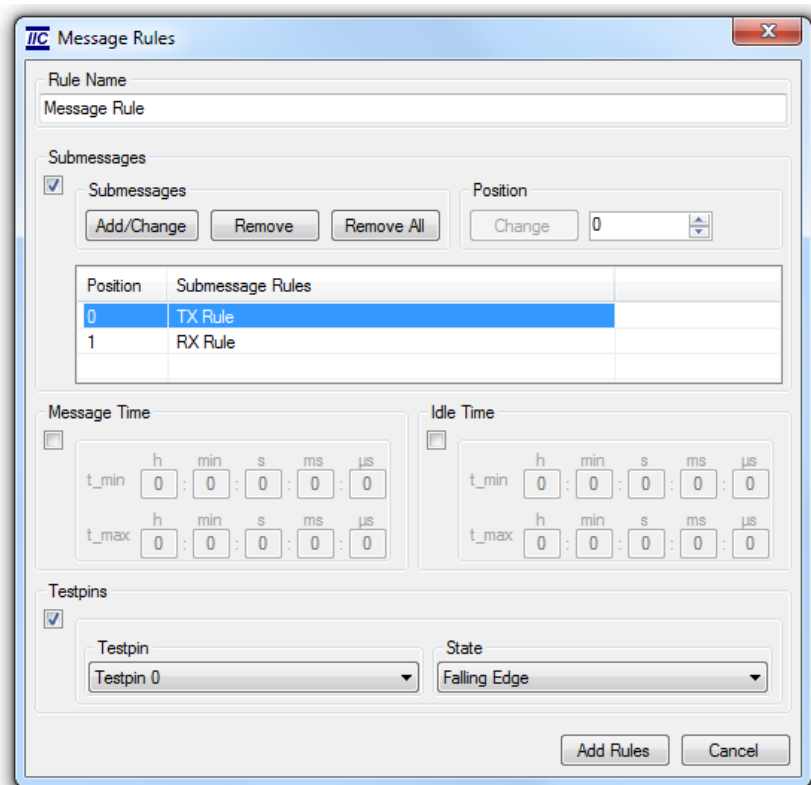 IIC Message Rules
Rule Name
Message Rule
Submessages
Submessages
Add/Change Remove Remove All
Position
Change 0
Position Submessage Rules
0 TX Rule
1 RX Rule
Message Time
h min s ms µs
t_min 0 : 0 : 0 : 0 : 0
h min s ms µs
t_max 0 : 0 : 0 : 0 : 0
Idle Time
h min s ms µs
t_min 0 : 0 : 0 : 0 : 0
h min s ms µs
t_max 0 : 0 : 0 : 0 : 0
Testpins
Testpin
Testpin 0
State
Falling Edge
Add Rules Cancel